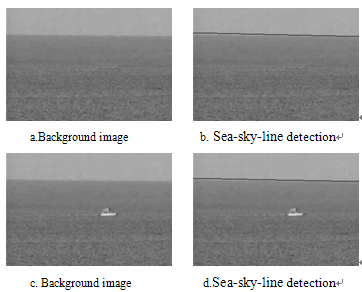 a.Background image
b. Sea-sky-line detection↵
c. Background image
d.Sea-sky-line detection↵